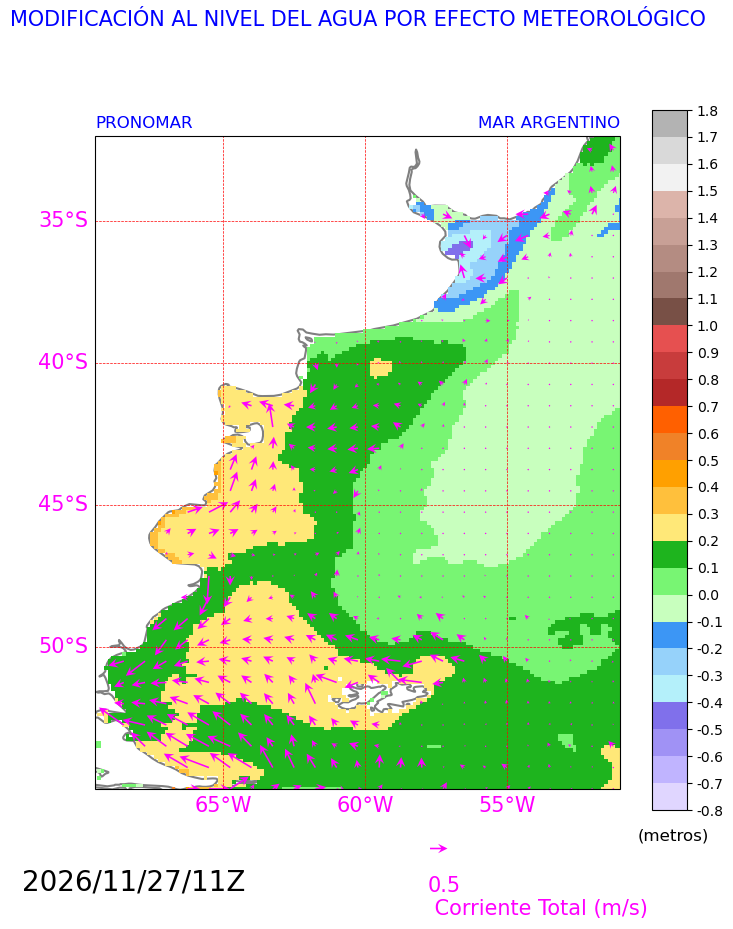 MODIFICACIÓN AL NIVEL DEL AGUA POR EFECTO METEOROLÓGICO
PRONOMAR
MAR ARGENTINO
35°S
40°S
45°S
50°S
65°W
60°W
55°W
1.8
1.7
1.6
1.5
1.4
1.3
1.2
1.1
1.0
0.9
0.8
0.7
0.6
0.5
0.4
0.3
0.2
0.1
0.0
-0.1
-0.2
-0.3
-0.4
-0.5
-0.6
-0.7
-0.8
(metros)
2026/11/27/11Z
0.5
Corriente Total (m/s)